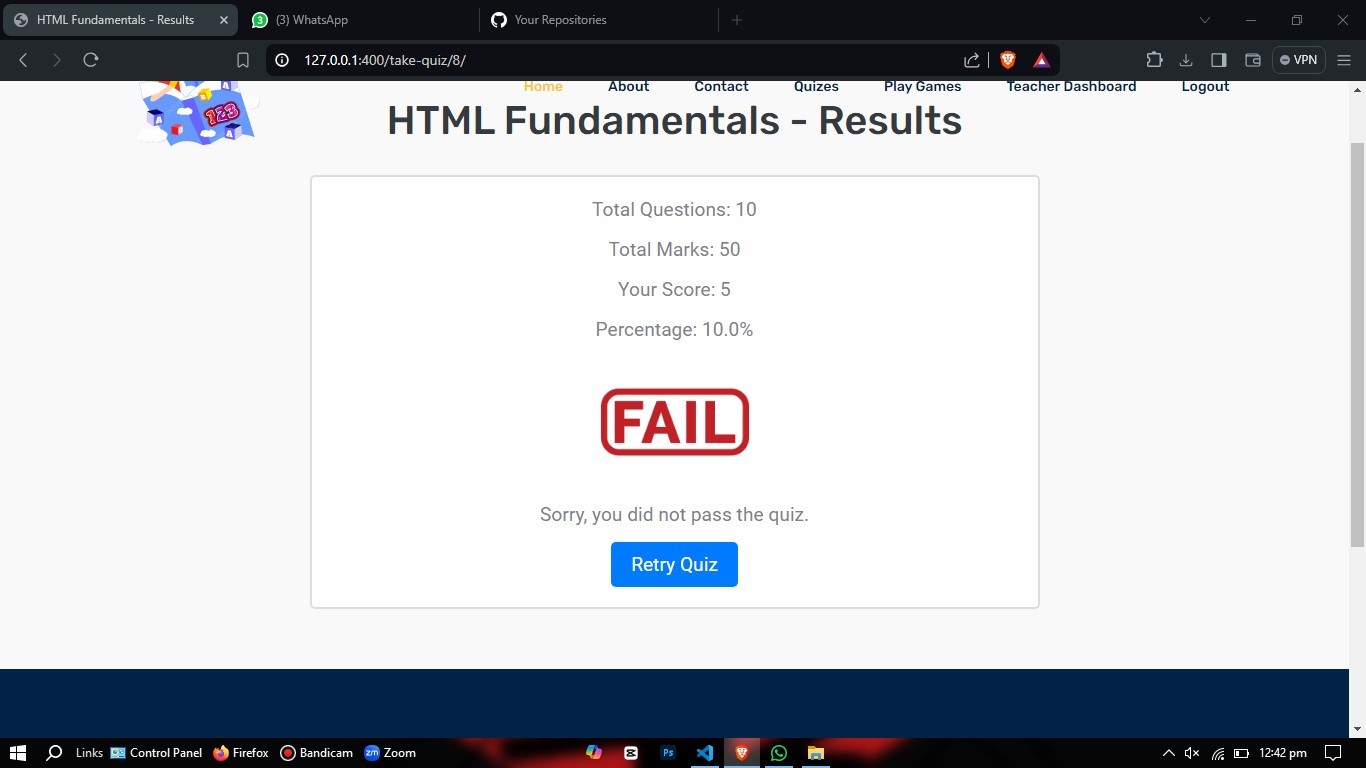 HTML Fundamentals - Results
(3) WhatsApp
Your Repositories
127.0.0.1:400/take-quiz/8/
VPN
123
Home About Contact Quizes Play Games Teacher Dashboard Logout
HTML Fundamentals - Results
Total Questions: 10
Total Marks: 50
Your Score: 5
Percentage: 10.0%
FAIL
Sorry, you did not pass the quiz.
Retry Quiz
Links Control Panel Firefox Bandicam zm Zoom Ps 12:42 pm